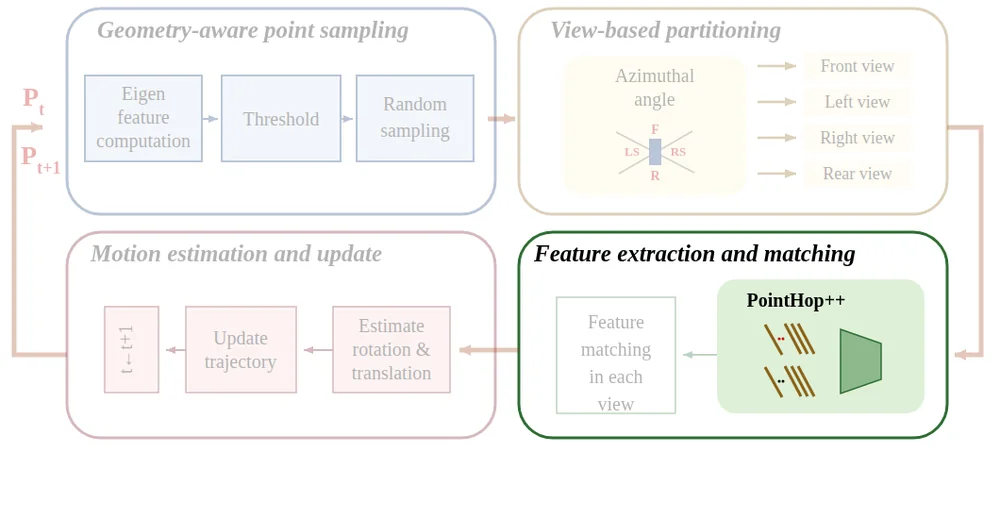 Geometry-aware point sampling
P_t
P_t+1
Eigen
feature
computation
Threshold
Random
sampling
View-based partitioning
Azimuthal
angle
F
LS
RS
R
Front view
Left view
Right view
Rear view
Motion estimation and update
t←t+1
Update
trajectory
Estimate
rotation &
translation
Feature extraction and matching
Feature
matching
in each
view
PointHop++